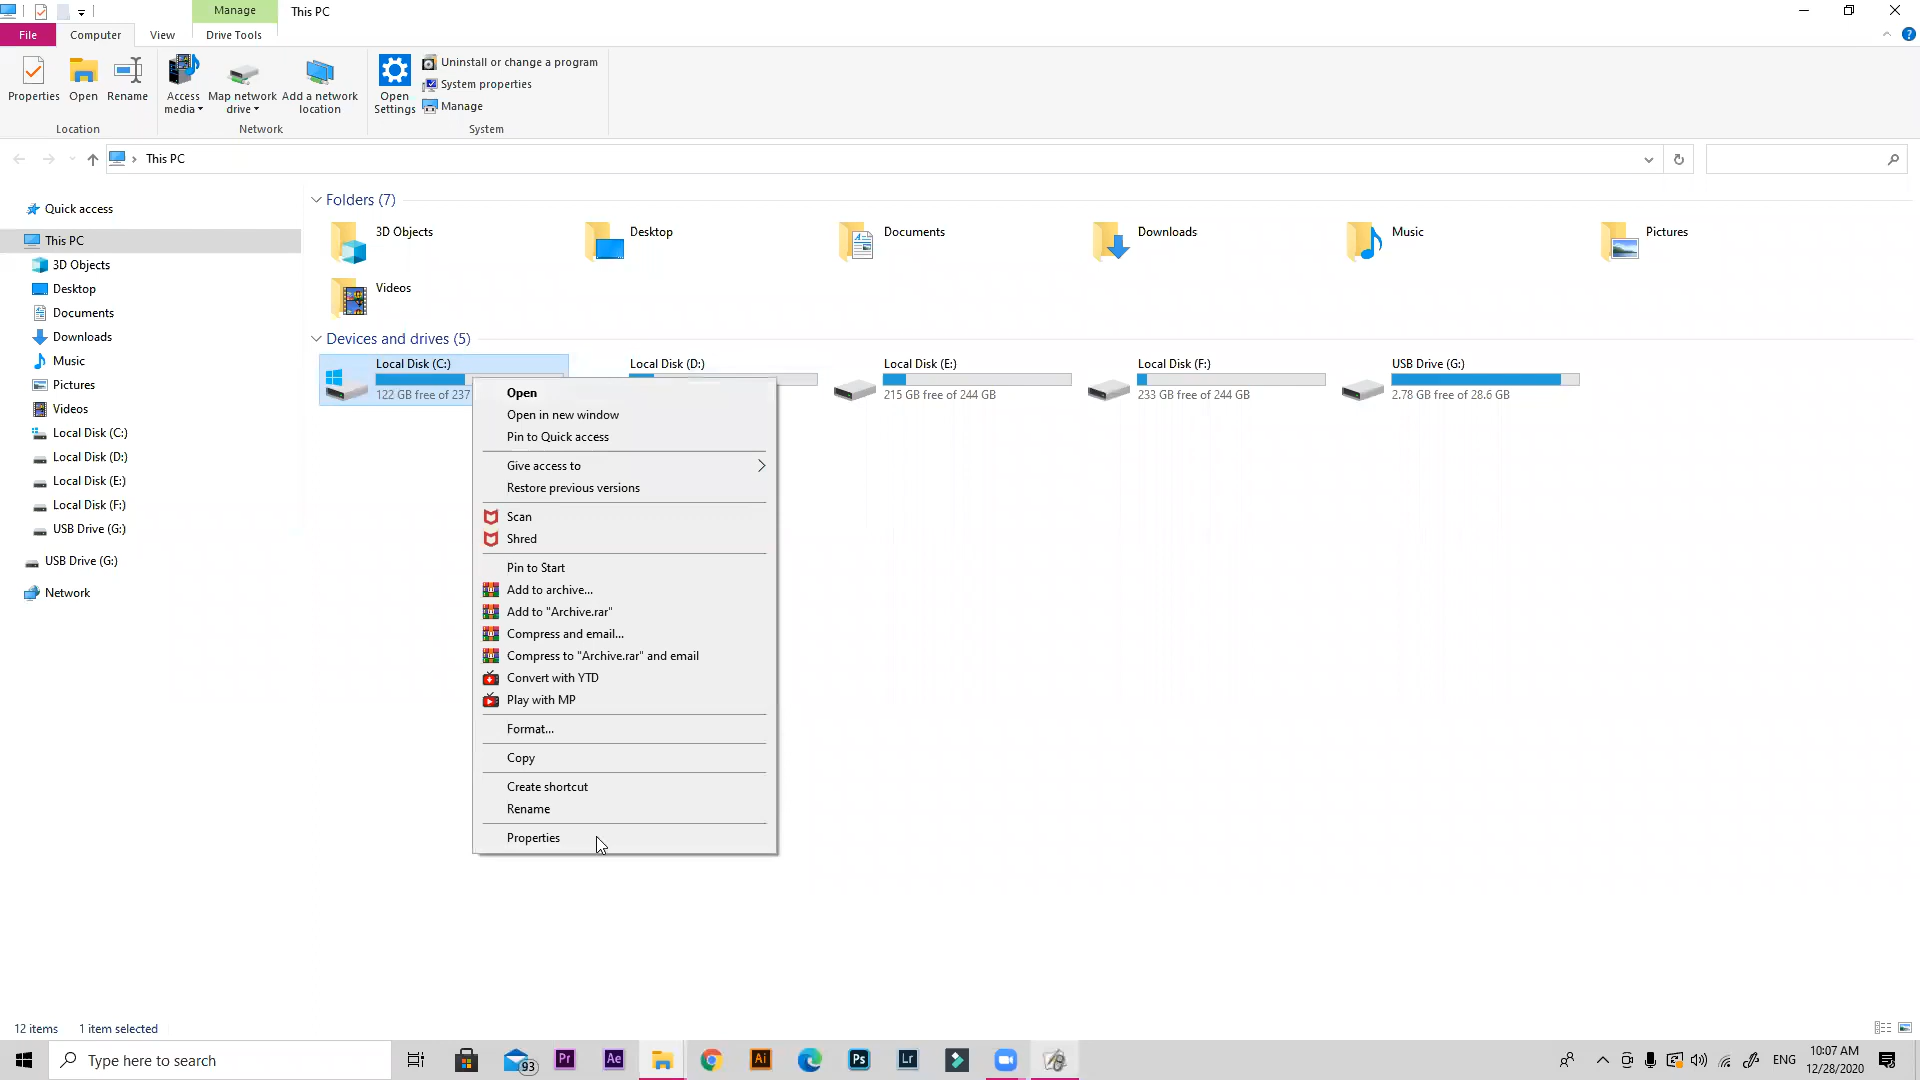 Manage
This PC
File
Computer
View
Drive Tools
Properties
Open
Rename
Access media
Map network drive
Add a network location
Open Settings
Uninstall or change a program
System properties
Manage
Location
Network
System
This PC
Quick access
This PC
3D Objects
Desktop
Documents
Downloads
Music
Pictures
Videos
Local Disk (C:)
Local Disk (D:)
Local Disk (E:)
Local Disk (F:)
USB Drive (G:)
USB Drive (G:)
Network
Folders (7)
3D Objects
Desktop
Documents
Downloads
Music
Pictures
Videos
Devices and drives (5)
Local Disk (C:)
122 GB free of 237
Local Disk (D:)
Local Disk (E:)
215 GB free of 244 GB
Local Disk (F:)
233 GB free of 244 GB
USB Drive (G:)
2.78 GB free of 28.6 GB
Open
Open in new window
Pin to Quick access
Give access to
Restore previous versions
Scan
Shred
Pin to Start
Add to archive...
Add to "Archive.rar"
Compress and email...
Compress to "Archive.rar" and email
Convert with YTD
Play with MP
Format...
Copy
Create shortcut
Rename
Properties
12 items
1 item selected
Type here to search
93
Pr
Ae
Ai
Ps
Lr
ENG
10:07 AM
12/28/2020